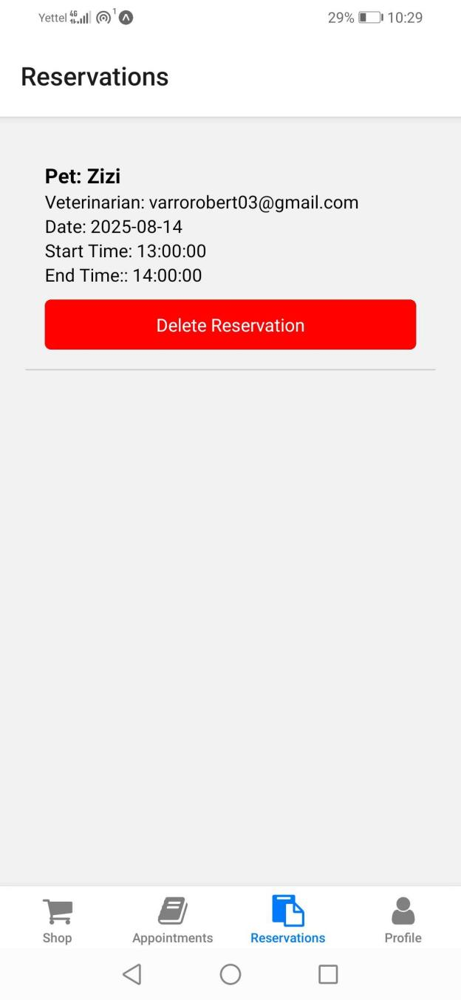 Yettel 4G 1 29% 10:29
Reservations
Pet: Zizi
Veterinarian: varrorobert03@gmail.com
Date: 2025-08-14
Start Time: 13:00:00
End Time:: 14:00:00
Delete Reservation
Shop Appointments Reservations Profile